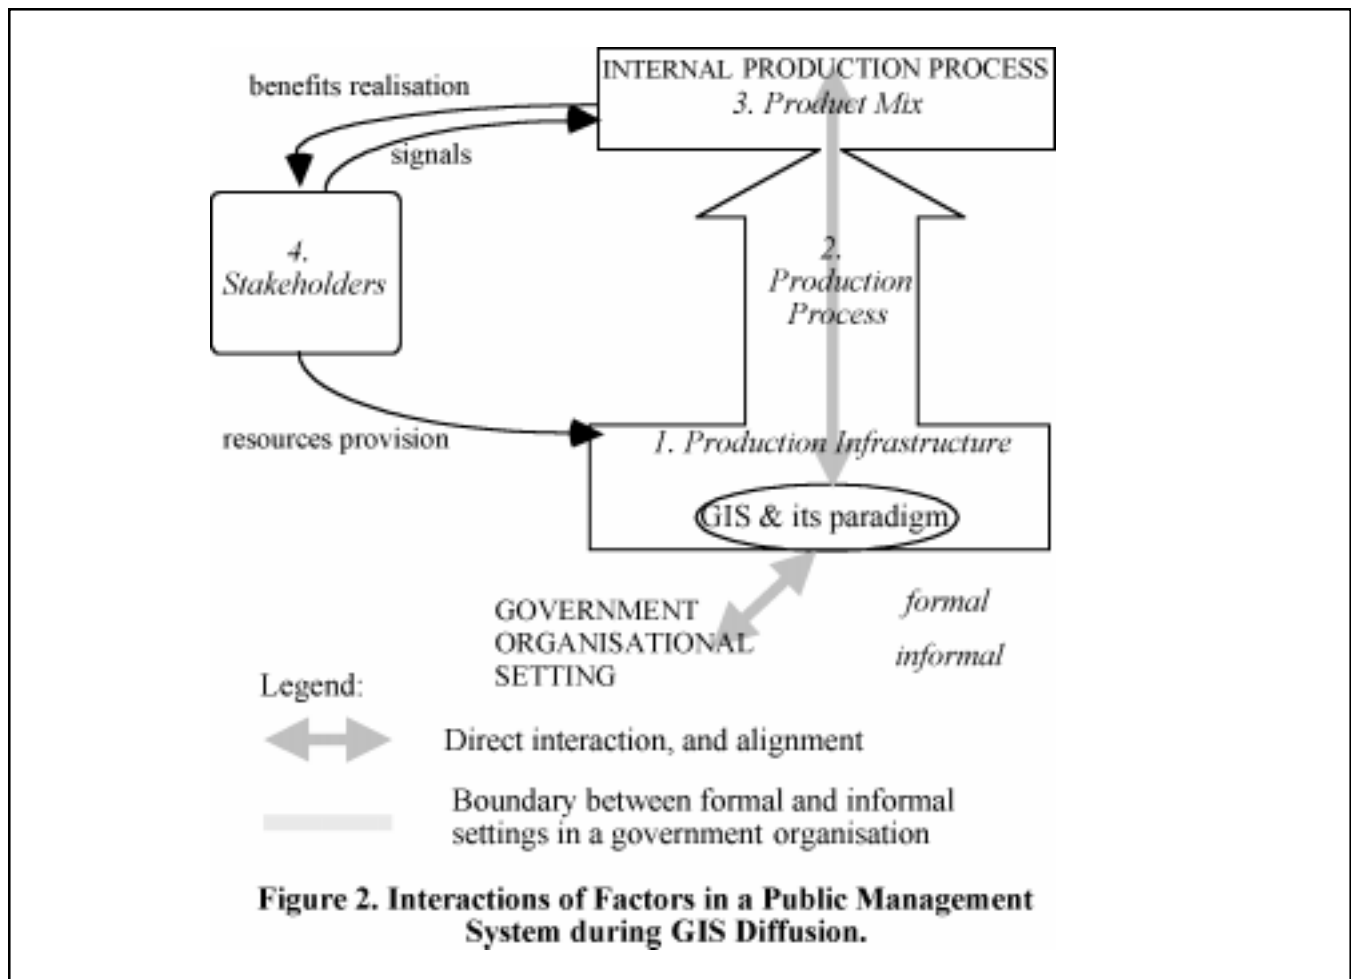 INTERNAL PRODUCTION PROCESS
3. Product Mix
benefits realisation
signals
4.
Stakeholders
2.
Production
Process
resources provision
1. Production Infrastructure
GIS & its paradigm
GOVERNMENT
ORGANISATIONAL
SETTING
formal
informal
Legend:
Direct interaction, and alignment
Boundary between formal and informal
settings in a government organisation
Figure 2. Interactions of Factors in a Public Management
System during GIS Diffusion.